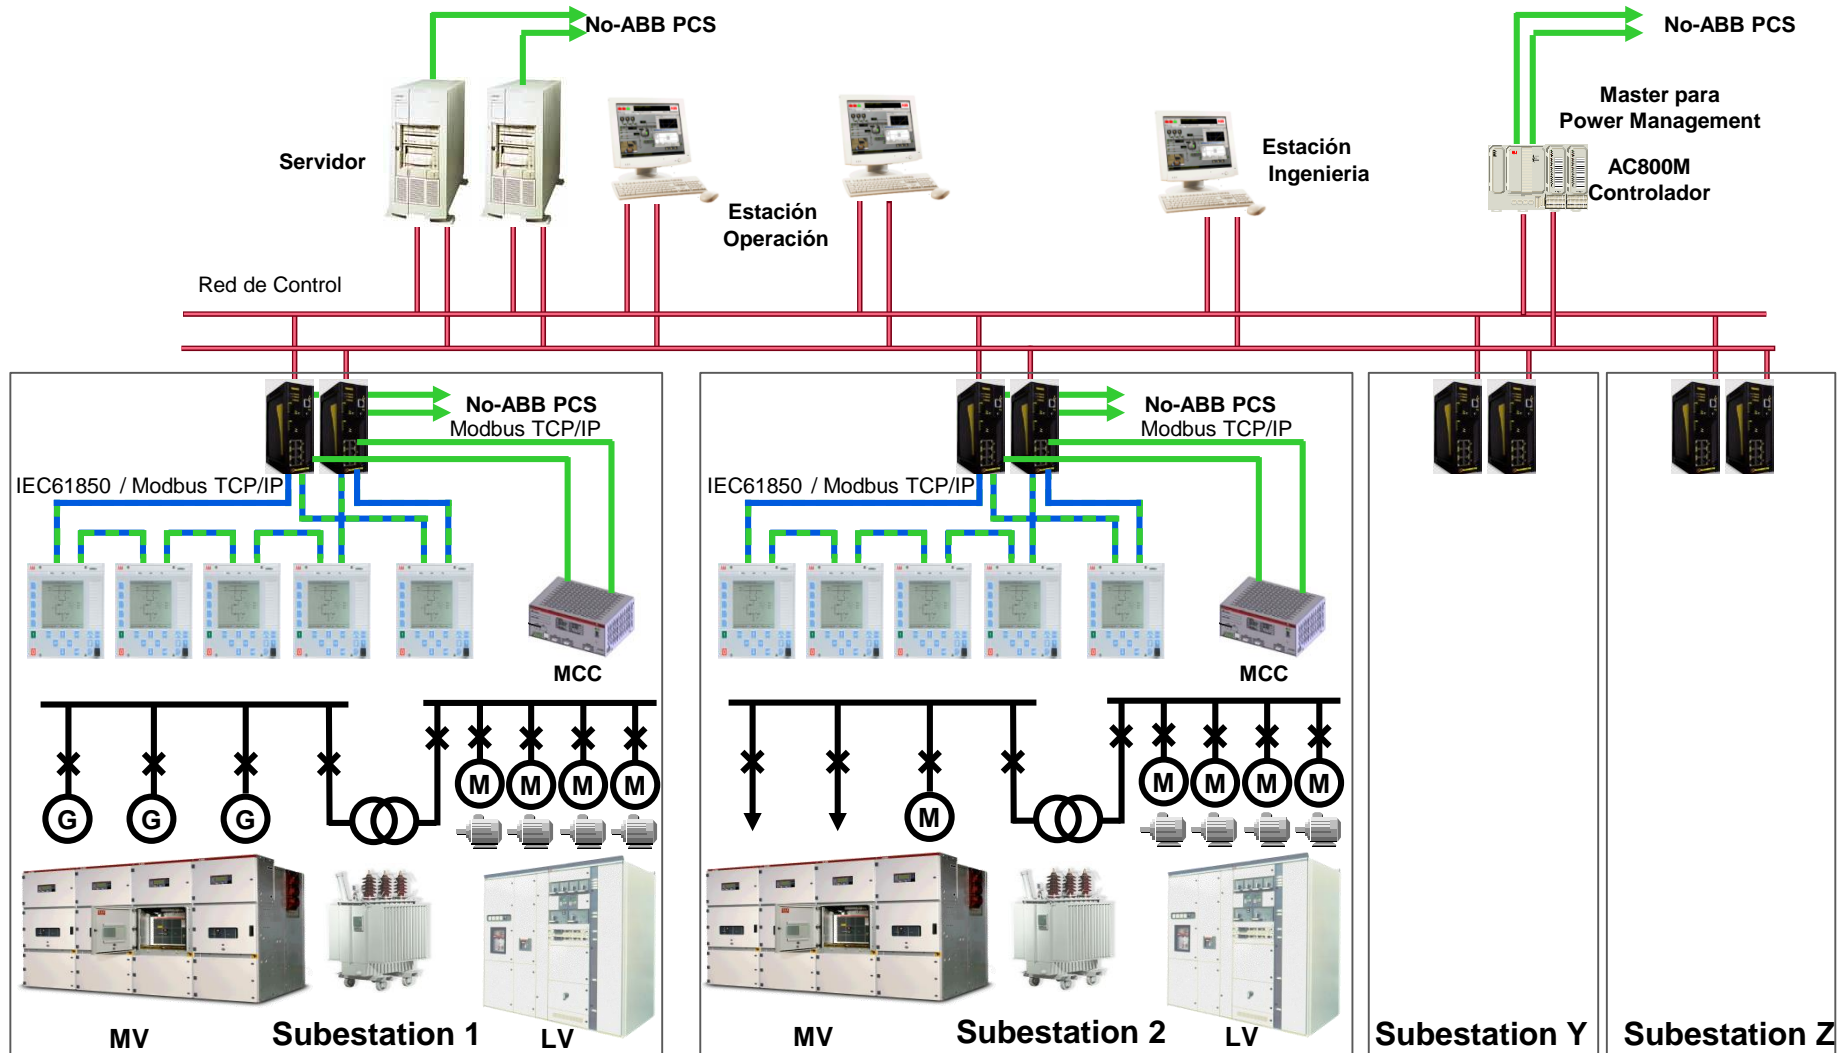 No-ABB PCS
No-ABB PCS
Master para
Power Management
Servidor
Estación
Ingenieria
AC800M
Controlador
Estación
Operación
Red de Control
No-ABB PCS
Modbus TCP/IP
IEC61850 / Modbus TCP/IP
MCC
G
G
G
M
M
M
M
MV
Subestation 1
LV
No-ABB PCS
Modbus TCP/IP
IEC61850 / Modbus TCP/IP
MCC
M
M
M
M
M
MV
Subestation 2
LV
Subestation Y
Subestation Z